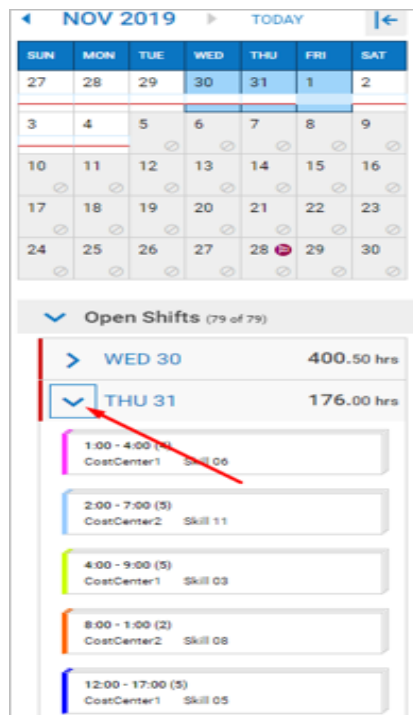 NOV 2019 TODAY
SUN MON TUE WED THU FRI SAT
27 28 29 30 31 1 2
3 4 5 6 7 8 9
10 11 12 13 14 15 16
17 18 19 20 21 22 23
24 25 26 27 28 29 30
Open Shifts (79 of 79)
WED 30 400.50 hrs
THU 31 176.00 hrs
1:00 - 4:00
CostCenter1 Skill 06
2:00 - 7:00 (5)
CostCenter2 Skill 11
4:00 - 9:00 (5)
CostCenter1 Skill 03
8:00 - 1:00 (2)
CostCenter2 Skill 08
12:00 - 17:00 (5)
CostCenter1 Skill 05